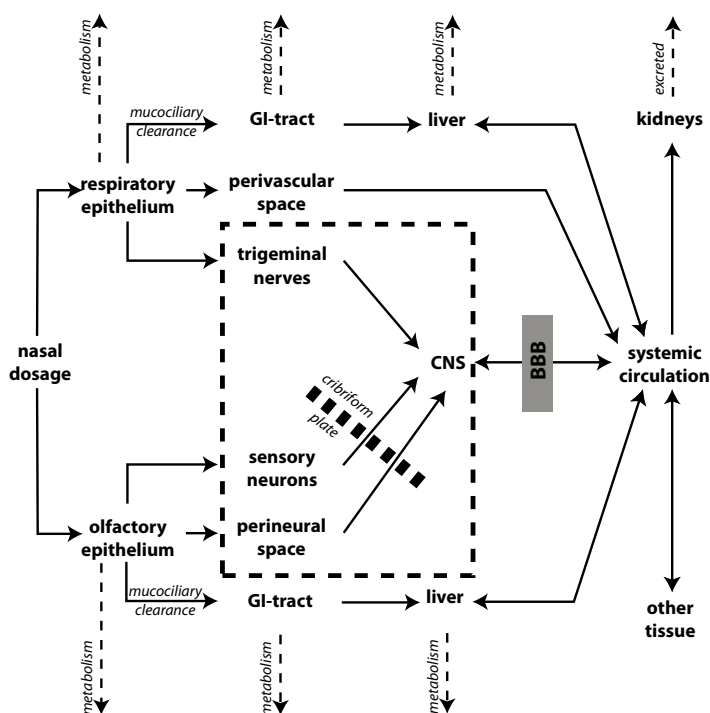 metabolism
metabolism
metabolism
excreted
mucociliary
clearance
GI-tract
liver
kidneys
respiratory
epithelium
perivascular
space
trigeminal
nerves
nasal
dosage
CNS
BBB
systemic
circulation
cribriform
plate
sensory
neurons
olfactory
epithelium
perineural
space
mucociliary
clearance
GI-tract
liver
other
tissue
metabolism
metabolism
metabolism